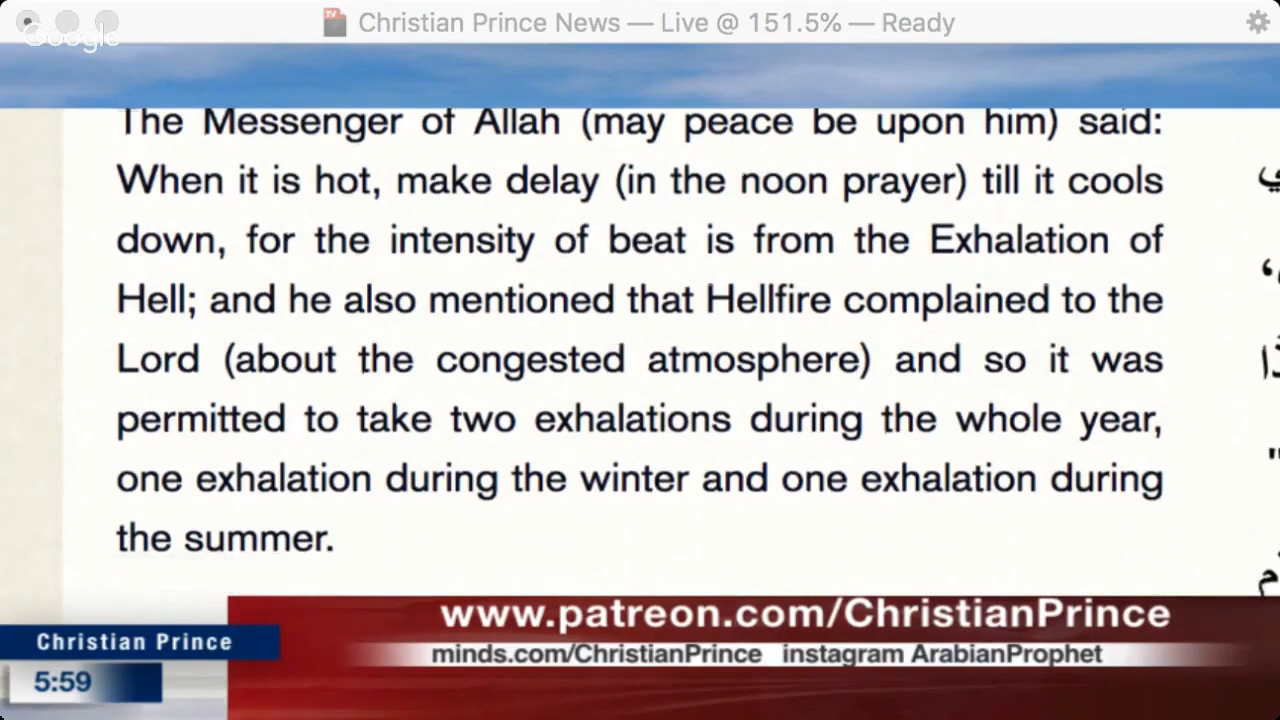 Christian Prince News — Live @ 151.5% — Ready
Google
The Messenger of Allah (may peace be upon him) said:
When it is hot, make delay (in the noon prayer) till it cools
down, for the intensity of beat is from the Exhalation of
Hell; and he also mentioned that Hellfire complained to the
Lord (about the congested atmosphere) and so it was
permitted to take two exhalations during the whole year,
one exhalation during the winter and one exhalation during
the summer.
www.patreon.com/ChristianPrince
Christian Prince
minds.com/ChristianPrince instagram ArabianProphet
5:59